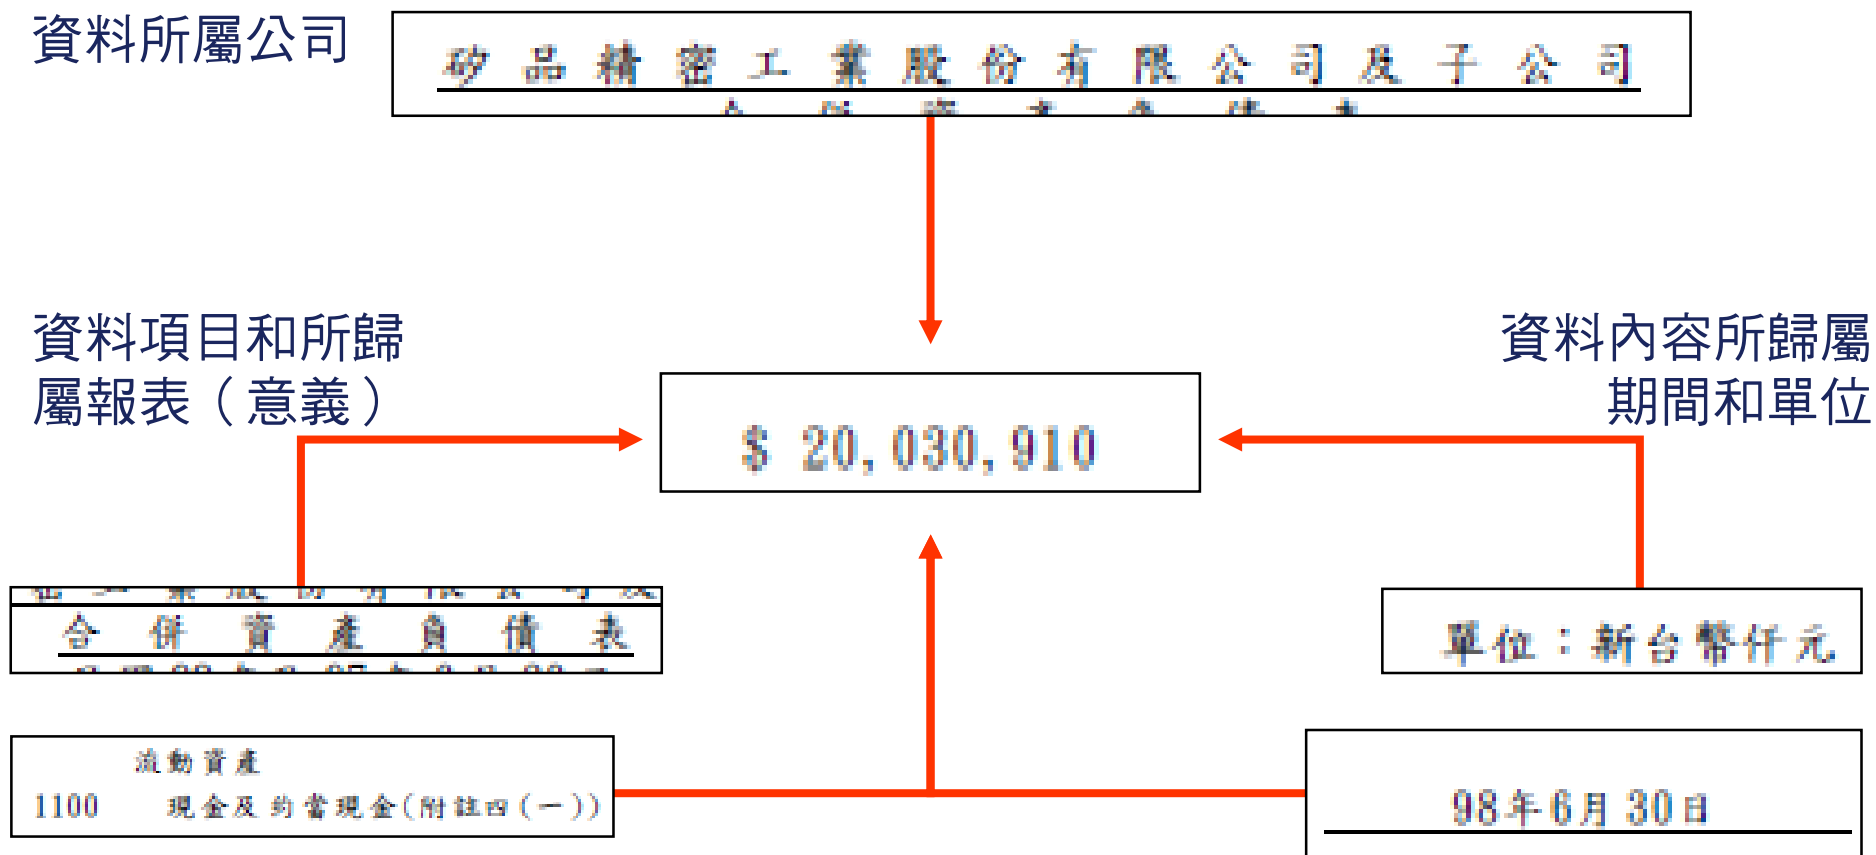 資料所屬公司
矽品精密工業股份有限公司及子公司
資料項目和所歸
屬報表（意義）
資料內容所歸屬
期間和單位
$ 20,030,910
合併資產負債表
單位：新台幣仟元
流動資產
1100 現金及約當現金(附註四(一))
98年6月30日